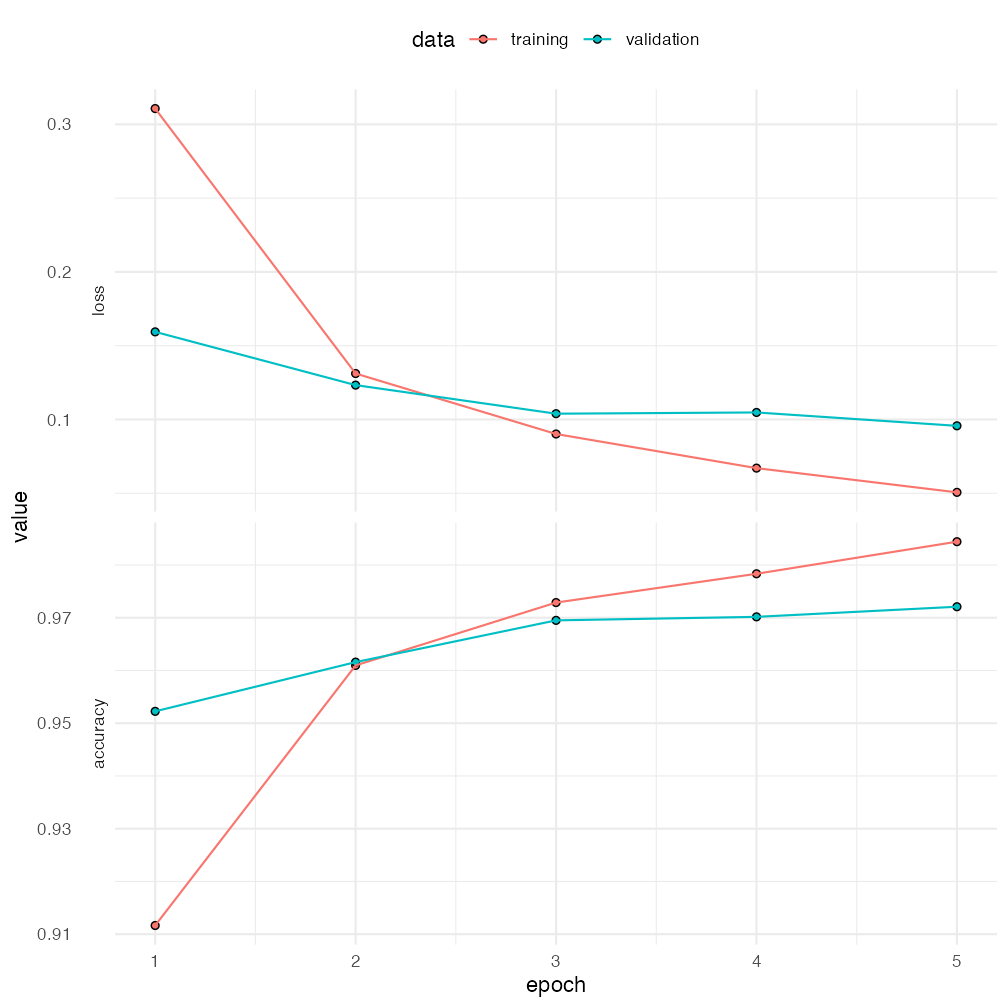 data training validation
0.3
0.2
loss
0.1
value
0.97
0.95
accuracy
0.93
0.91
1 2 3 4 5
epoch